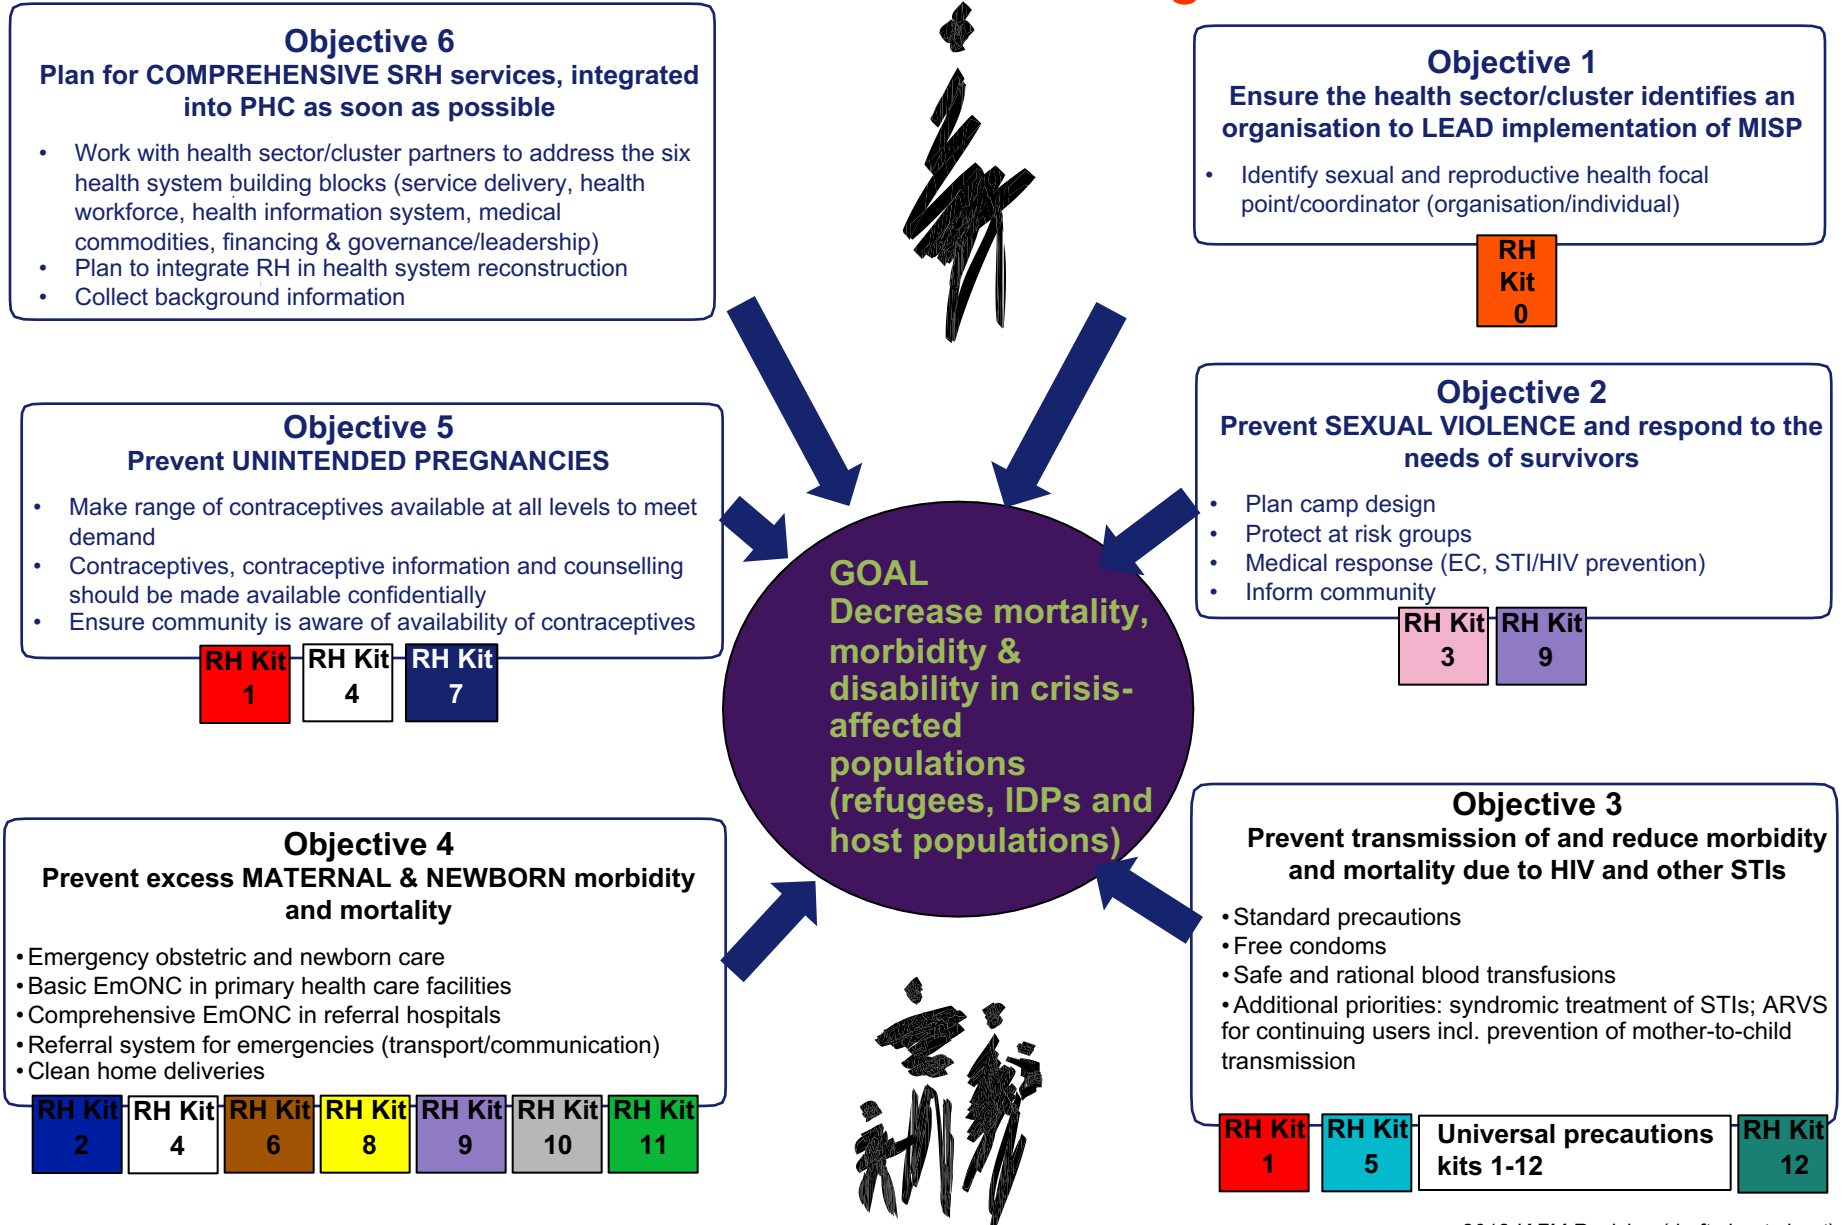 Objective 6
Plan for COMPREHENSIVE SRH services, integrated
into PHC as soon as possible
• Work with health sector/cluster partners to address the six
health system building blocks (service delivery, health
workforce, health information system, medical
commodities, financing & governance/leadership)
• Plan to integrate RH in health system reconstruction
• Collect background information
Objective 1
Ensure the health sector/cluster identifies an
organisation to LEAD implementation of MISP
• Identify sexual and reproductive health focal
point/coordinator (organisation/individual)
RH
Kit
0
Objective 5
Prevent UNINTENDED PREGNANCIES
• Make range of contraceptives available at all levels to meet
demand
• Contraceptives, contraceptive information and counselling
should be made available confidentially
• Ensure community is aware of availability of contraceptives
RH Kit
1
RH Kit
4
RH Kit
7
Objective 2
Prevent SEXUAL VIOLENCE and respond to the
needs of survivors
• Plan camp design
• Protect at risk groups
• Medical response (EC, STI/HIV prevention)
• Inform community
RH Kit
3
RH Kit
9
GOAL
Decrease mortality,
morbidity &
disability in crisis-
affected
populations
(refugees, IDPs and
host populations)
Objective 4
Prevent excess MATERNAL & NEWBORN morbidity
and mortality
• Emergency obstetric and newborn care
• Basic EmONC in primary health care facilities
• Comprehensive EmONC in referral hospitals
• Referral system for emergencies (transport/communication)
• Clean home deliveries
RH Kit
2
RH Kit
4
RH Kit
6
RH Kit
8
RH Kit
9
RH Kit
10
RH Kit
11
Objective 3
Prevent transmission of and reduce morbidity
and mortality due to HIV and other STIs
• Standard precautions
• Free condoms
• Safe and rational blood transfusions
• Additional priorities: syndromic treatment of STIs; ARVS
for continuing users incl. prevention of mother-to-child
transmission
RH Kit
1
RH Kit
5
Universal precautions
kits 1-12
RH Kit
12